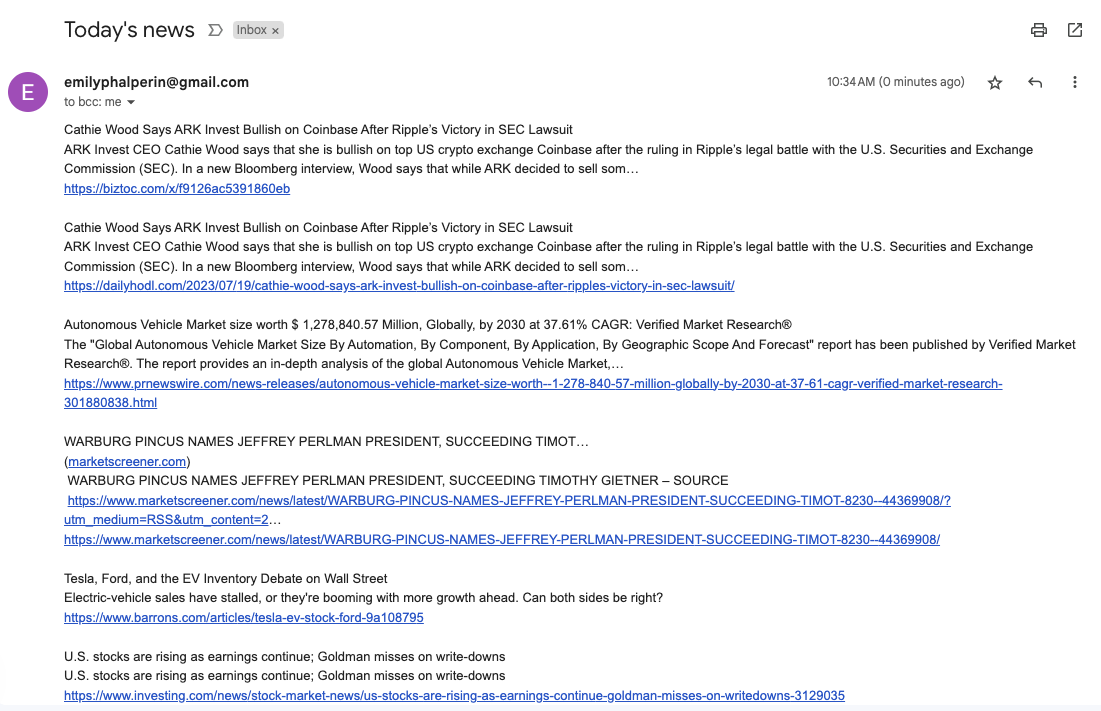 Today's news Inbox ×
E
emilyphalperin@gmail.com 10:34 AM (0 minutes ago)
to bcc: me
Cathie Wood Says ARK Invest Bullish on Coinbase After Ripple's Victory in SEC Lawsuit
ARK Invest CEO Cathie Wood says that she is bullish on top US crypto exchange Coinbase after the ruling in Ripple's legal battle with the U.S. Securities and Exchange
Commission (SEC). In a new Bloomberg interview, Wood says that while ARK decided to sell som…
https://biztoc.com/x/f9126ac5391860eb
Cathie Wood Says ARK Invest Bullish on Coinbase After Ripple's Victory in SEC Lawsuit
ARK Invest CEO Cathie Wood says that she is bullish on top US crypto exchange Coinbase after the ruling in Ripple's legal battle with the U.S. Securities and Exchange
Commission (SEC). In a new Bloomberg interview, Wood says that while ARK decided to sell som…
https://dailyhodl.com/2023/07/19/cathie-wood-says-ark-invest-bullish-on-coinbase-after-ripples-victory-in-sec-lawsuit/
Autonomous Vehicle Market size worth $ 1,278,840.57 Million, Globally, by 2030 at 37.61% CAGR: Verified Market Research®
The "Global Autonomous Vehicle Market Size By Automation, By Component, By Application, By Geographic Scope And Forecast" report has been published by Verified Market
Research®. The report provides an in-depth analysis of the global Autonomous Vehicle Market,…
https://www.prnewswire.com/news-releases/autonomous-vehicle-market-size-worth--1-278-840-57-million-globally-by-2030-at-37-61-cagr-verified-market-research-
301880838.html
WARBURG PINCUS NAMES JEFFREY PERLMAN PRESIDENT, SUCCEEDING TIMOT…
(marketscreener.com)
WARBURG PINCUS NAMES JEFFREY PERLMAN PRESIDENT, SUCCEEDING TIMOTHY GIETNER – SOURCE
https://www.marketscreener.com/news/latest/WARBURG-PINCUS-NAMES-JEFFREY-PERLMAN-PRESIDENT-SUCCEEDING-TIMOT-8230--44369908/?
utm_medium=RSS&utm_content=2…
https://www.marketscreener.com/news/latest/WARBURG-PINCUS-NAMES-JEFFREY-PERLMAN-PRESIDENT-SUCCEEDING-TIMOT-8230--44369908/
Tesla, Ford, and the EV Inventory Debate on Wall Street
Electric-vehicle sales have stalled, or they're booming with more growth ahead. Can both sides be right?
https://www.barrons.com/articles/tesla-ev-stock-ford-9a108795
U.S. stocks are rising as earnings continue; Goldman misses on write-downs
U.S. stocks are rising as earnings continue; Goldman misses on write-downs
https://www.investing.com/news/stock-market-news/us-stocks-are-rising-as-earnings-continue-goldman-misses-on-writedowns-3129035